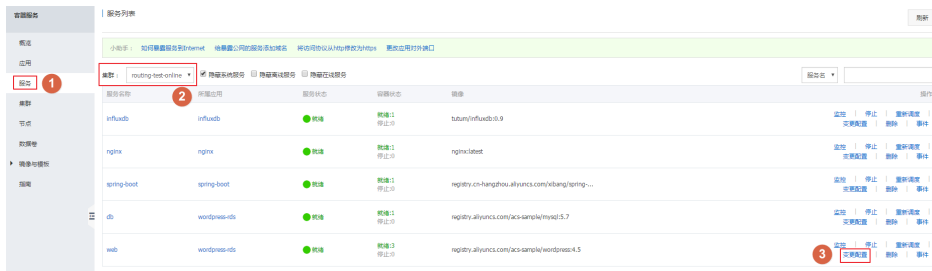 容器服务
概览
应用
服务
1
集群
节点
数据卷
镜像与模板
指南
服务列表
刷新
小助手： 如何暴露服务到Internet 给暴露公网的服务添加域名 将访问协议从http修改为https 更改应用对外端口
集群： routing-test-online 隐藏系统服务 隐藏离线服务 隐藏在线服务 服务名
2
服务名称 所属应用 服务状态 容器状态 镜像 操作
influxdb influxdb 就绪 就绪:1 停止:0 tutum/influxdb:0.9 监控 | 停止 | 重新调度 |
变更配置 | 删除 | 事件
nginx nginx 就绪 就绪:1 停止:0 nginx:latest 监控 | 停止 | 重新调度 |
变更配置 | 删除 | 事件
spring-boot spring-boot 就绪 就绪:1 停止:0 registry.cn-hangzhou.aliyuncs.com/xibang/spring-... 监控 | 停止 | 重新调度 |
变更配置 | 删除 | 事件
db wordpress-rds 就绪 就绪:1 停止:0 registry.aliyuncs.com/acs-sample/mysql:5.7 监控 | 停止 | 重新调度 |
变更配置 | 删除 | 事件
web wordpress-rds 就绪 就绪:3 停止:0 registry.aliyuncs.com/acs-sample/wordpress:4.5 监控 | 停止 | 重新调度 |
3 变更配置 | 删除 | 事件